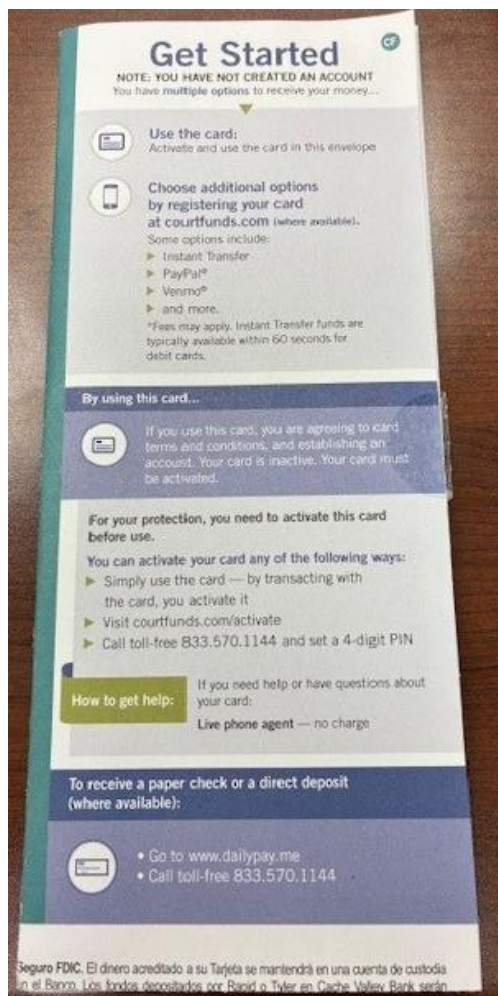 Get Started
CF
NOTE: YOU HAVE NOT CREATED AN ACCOUNT
You have multiple options to receive your money...
Use the card:
Activate and use the card in this envelope
Choose additional options
by registering your card
at courtfunds.com (where available).
Some options include:
Instant Transfer
PayPal®
Venmo®
and more.
*Fees may apply. Instant Transfer funds are
typically available within 60 seconds for
debit cards.
By using this card...
If you use this card, you are agreeing to card
terms and conditions, and establishing an
account. Your card is inactive. Your card must
be activated.
For your protection, you need to activate this card
before use.
You can activate your card any of the following ways:
Simply use the card — by transacting with
the card, you activate it
Visit courtfunds.com/activate
Call toll-free 833.570.1144 and set a 4-digit PIN
How to get help:
If you need help or have questions about
your card:
Live phone agent — no charge
To receive a paper check or a direct deposit
(where available):
• Go to www.dailypay.me
• Call toll-free 833.570.1144
Seguro FDIC. El dinero acreditado a su Tarjeta se mantendrá en una cuenta de custodia
en el Banco. Los fondos depositados por Rapid o Tyler en Cache Valley Bank serán